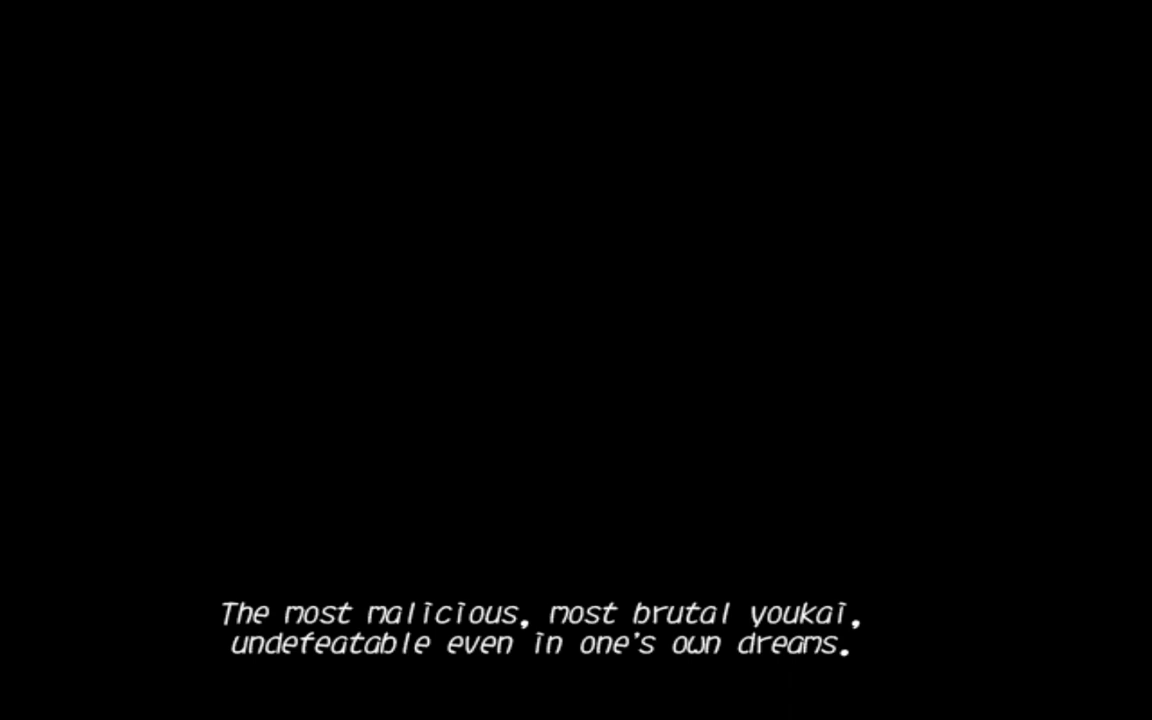 The most malicious, most brutal youkai,
undefeatable even in one's own dreams.